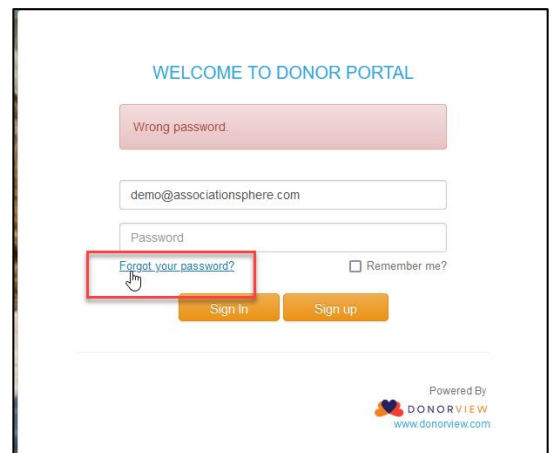 WELCOME TO DONOR PORTAL
Wrong password.
demo@associationsphere.com
Password
Forgot your password? Remember me?
Sign In Sign up
Powered By
DONORVIEW
www.donorview.com